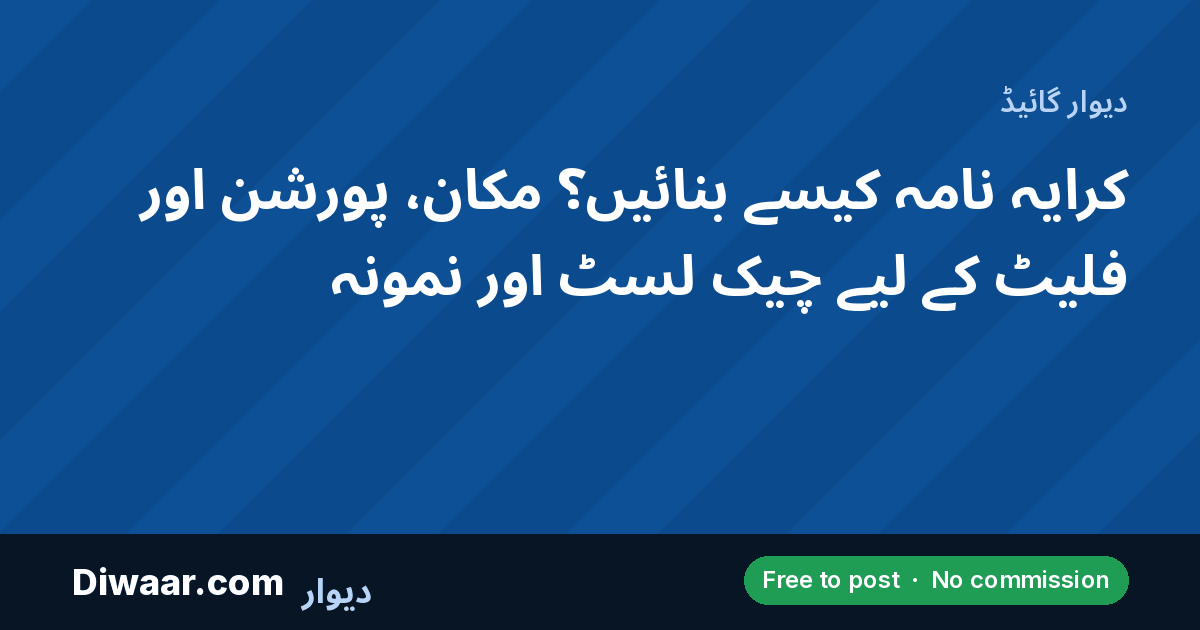 دیوار گائیڈ
کرایہ نامہ کیسے بنائیں؟ مکان، پورشن اور
فلیٹ کے لیے چیک لسٹ اور نمونہ
Diwaar.com دیوار
Free to post · No commission